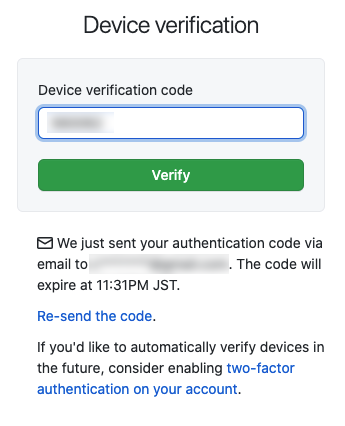 Device verification
Device verification code
Verify
We just sent your authentication code via
email to . The code will
expire at 11:31PM JST.
Re-send the code.
If you'd like to automatically verify devices in
the future, consider enabling two-factor
authentication on your account.